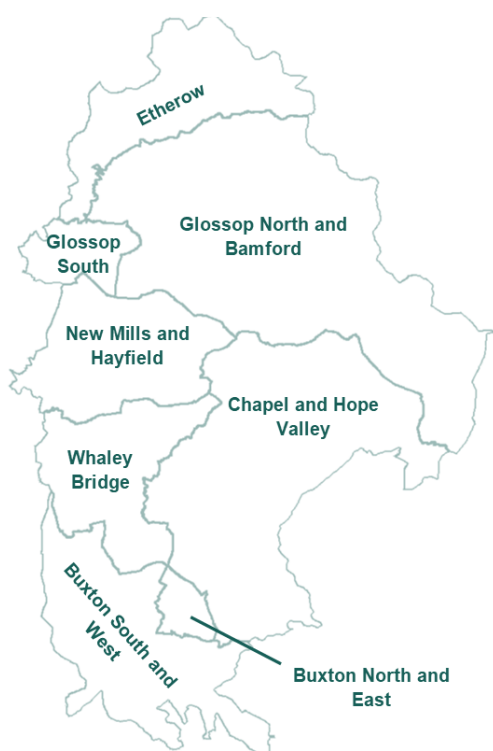 Etherow
Glossop North and
Bamford
Glossop
South
New Mills and
Hayfield
Chapel and Hope
Valley
Whaley
Bridge
Buxton South and
West
Buxton North and
East